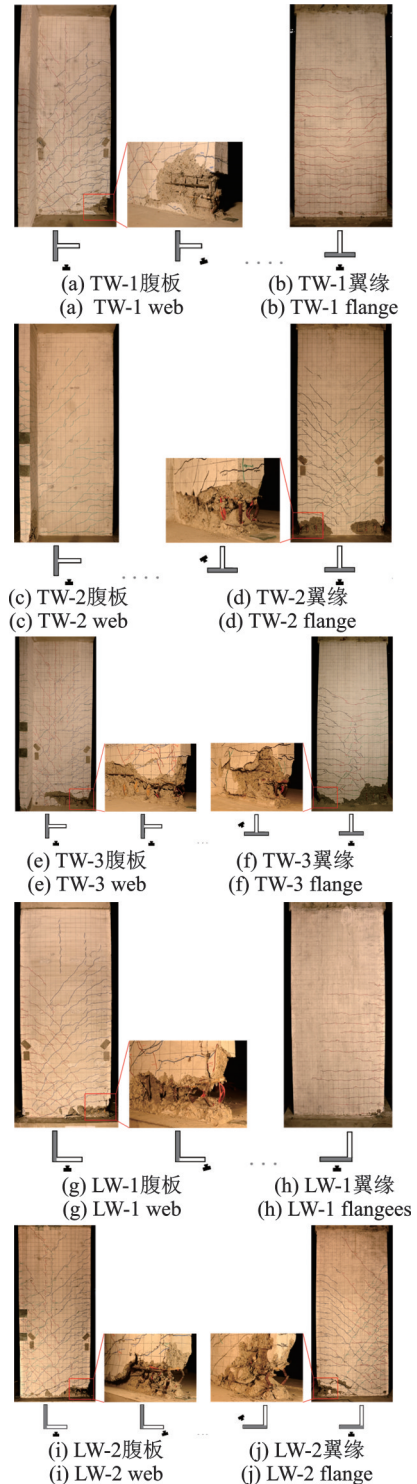 (a) TW-1腹板
(a) TW-1 web
(b) TW-1翼缘
(b) TW-1 flange
(c) TW-2腹板
(c) TW-2 web
(d) TW-2翼缘
(d) TW-2 flange
(e) TW-3腹板
(e) TW-3 web
(f) TW-3翼缘
(f) TW-3 flange
(g) LW-1腹板
(g) LW-1 web
(h) LW-1翼缘
(h) LW-1 flangees
(i) LW-2腹板
(i) LW-2 web
(j) LW-2翼缘
(j) LW-2 flange